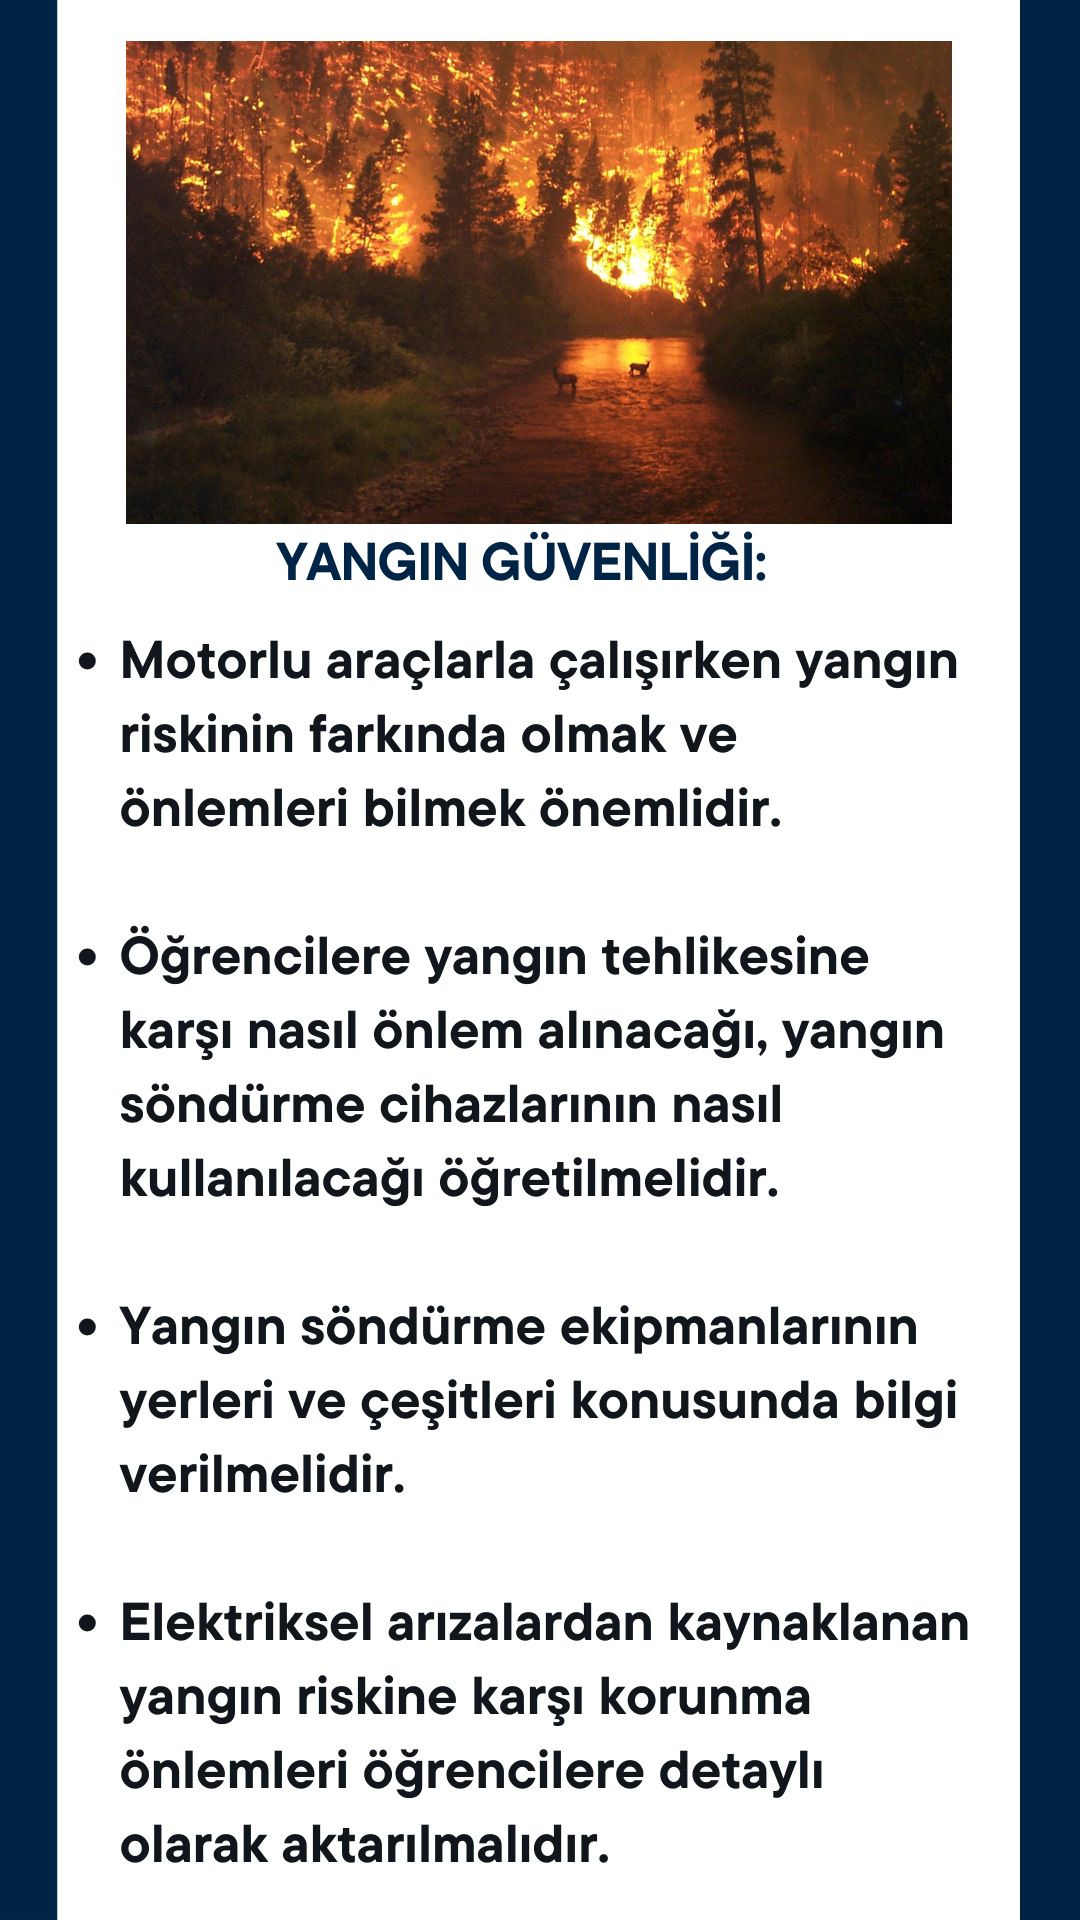 YANGIN GÜVENLİĞİ:
• Motorlu araçlarla çalışırken yangın
riskinin farkında olmak ve
önlemleri bilmek önemlidir.
• Öğrencilere yangın tehlikesine
karşı nasıl önlem alınacağı, yangın
söndürme cihazlarının nasıl
kullanılacağı öğretilmelidir.
• Yangın söndürme ekipmanlarının
yerleri ve çeşitleri konusunda bilgi
verilmelidir.
• Elektriksel arızalardan kaynaklanan
yangın riskine karşı korunma
önlemleri öğrencilere detaylı
olarak aktarılmalıdır.